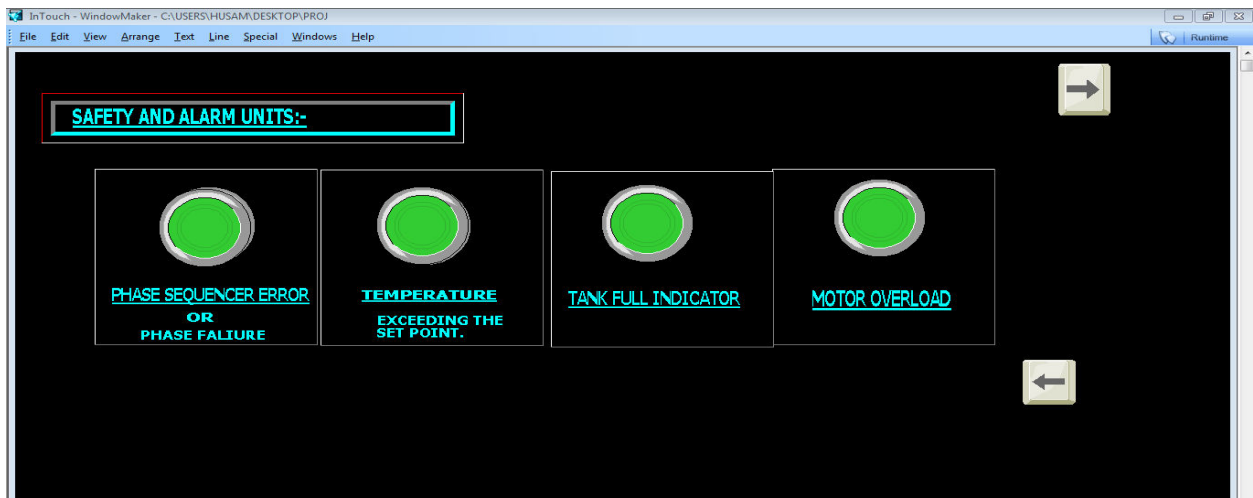 InTouch - WindowMaker - C:\USERS\HUSAM\DESKTOP\PROJ
File Edit View Arrange Text Line Special Windows Help
Runtime
SAFETY AND ALARM UNITS:-
PHASE SEQUENCER ERROR
OR
PHASE FALIURE
TEMPERATURE
EXCEEDING THE
SET POINT.
TANK FULL INDICATOR
MOTOR OVERLOAD